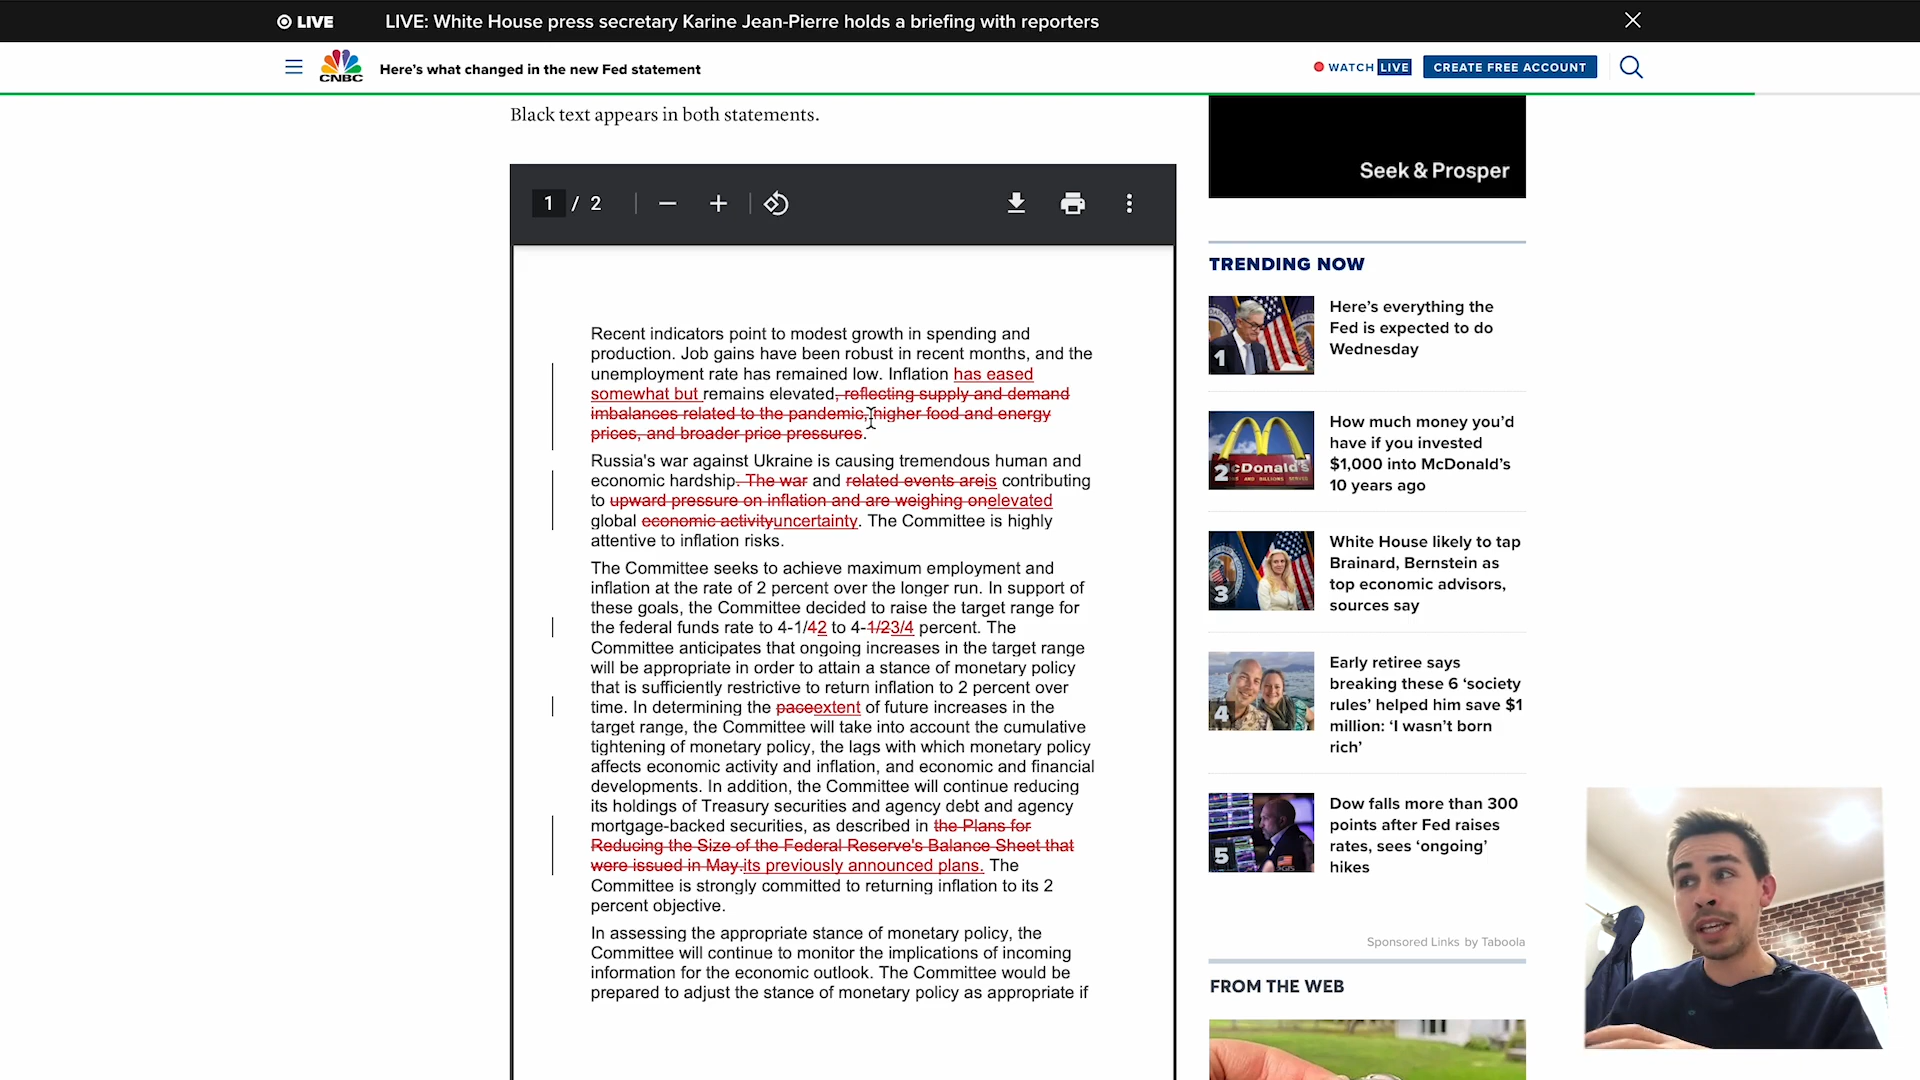 LIVE
LIVE: White House press secretary Karine Jean-Pierre holds a briefing with reporters
CNBC
Here's what changed in the new Fed statement
WATCH LIVE
CREATE FREE ACCOUNT
Black text appears in both statements.
1 / 2
Recent indicators point to modest growth in spending and
production. Job gains have been robust in recent months, and the
unemployment rate has remained low. Inflation has eased
somewhat but remains elevated, reflecting supply and demand
imbalances related to the pandemic, higher food and energy
prices, and broader price pressures.
Russia's war against Ukraine is causing tremendous human and
economic hardship. The war and related events areis contributing
to upward pressure on inflation and are weighing onelevated
global economic activityuncertainty. The Committee is highly
attentive to inflation risks.
The Committee seeks to achieve maximum employment and
inflation at the rate of 2 percent over the longer run. In support of
these goals, the Committee decided to raise the target range for
the federal funds rate to 4-1/42 to 4-1/23/4 percent. The
Committee anticipates that ongoing increases in the target range
will be appropriate in order to attain a stance of monetary policy
that is sufficiently restrictive to return inflation to 2 percent over
time. In determining the paceextent of future increases in the
target range, the Committee will take into account the cumulative
tightening of monetary policy, the lags with which monetary policy
affects economic activity and inflation, and economic and financial
developments. In addition, the Committee will continue reducing
its holdings of Treasury securities and agency debt and agency
mortgage-backed securities, as described in the Plans for
Reducing the Size of the Federal Reserve's Balance Sheet that
were issued in May.its previously announced plans. The
Committee is strongly committed to returning inflation to its 2
percent objective.
In assessing the appropriate stance of monetary policy, the
Committee will continue to monitor the implications of incoming
information for the economic outlook. The Committee would be
prepared to adjust the stance of monetary policy as appropriate if
Seek & Prosper
TRENDING NOW
1
Here's everything the
Fed is expected to do
Wednesday
2
McDonald's
How much money you'd
have if you invested
$1,000 into McDonald's
10 years ago
3
White House likely to tap
Brainard, Bernstein as
top economic advisors,
sources say
4
Early retiree says
breaking these 6 'society
rules' helped him save $1
million: 'I wasn't born
rich'
5
Dow falls more than 300
points after Fed raises
rates, sees 'ongoing'
hikes
Sponsored Links by Taboola
FROM THE WEB